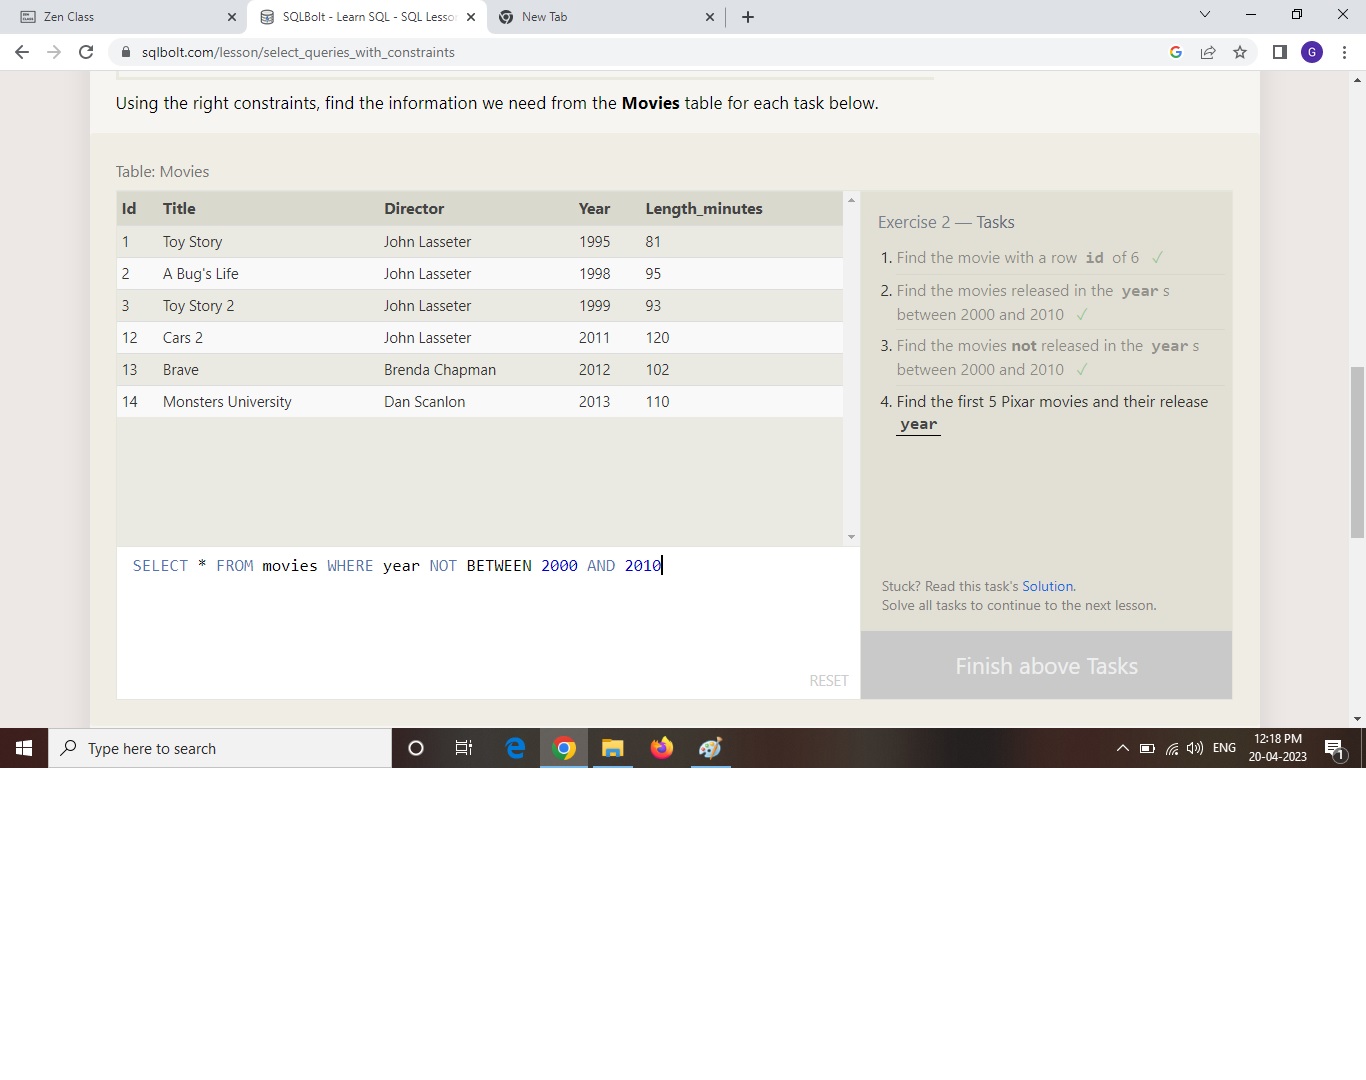 Zen Class
SQLBolt - Learn SQL - SQL Lesso
New Tab
sqlbolt.com/lesson/select_queries_with_constraints
G
Using the right constraints, find the information we need from the Movies table for each task below.
Table: Movies
Id Title Director Year Length_minutes
1 Toy Story John Lasseter 1995 81
2 A Bug's Life John Lasseter 1998 95
3 Toy Story 2 John Lasseter 1999 93
12 Cars 2 John Lasseter 2011 120
13 Brave Brenda Chapman 2012 102
14 Monsters University Dan Scanlon 2013 110
SELECT * FROM movies WHERE year NOT BETWEEN 2000 AND 2010
RESET
Exercise 2 — Tasks
1. Find the movie with a row id of 6 ✓
2. Find the movies released in the year s
between 2000 and 2010 ✓
3. Find the movies not released in the year s
between 2000 and 2010 ✓
4. Find the first 5 Pixar movies and their release
year
Stuck? Read this task's Solution.
Solve all tasks to continue to the next lesson.
Finish above Tasks
Type here to search
ENG
12:18 PM
20-04-2023
1